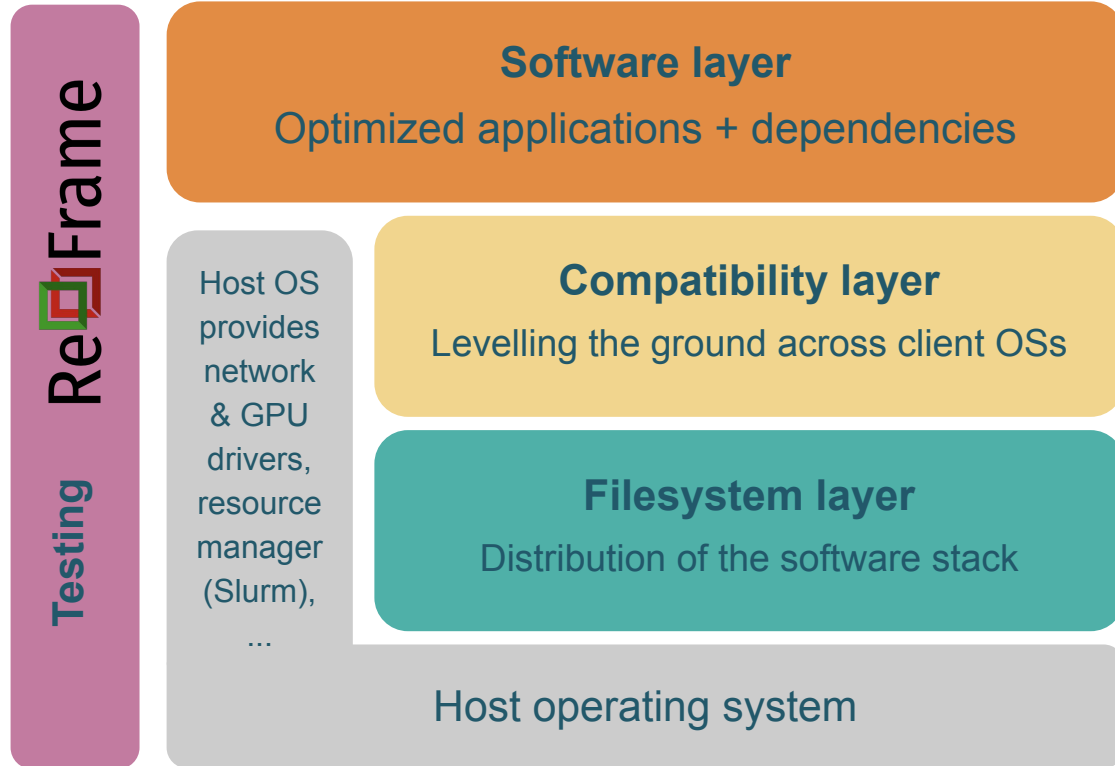 ReFrame
Testing
Software layer
Optimized applications + dependencies
Host OS
provides
network
& GPU
drivers,
resource
manager
(Slurm),
...
Compatibility layer
Levelling the ground across client OSs
Filesystem layer
Distribution of the software stack
Host operating system